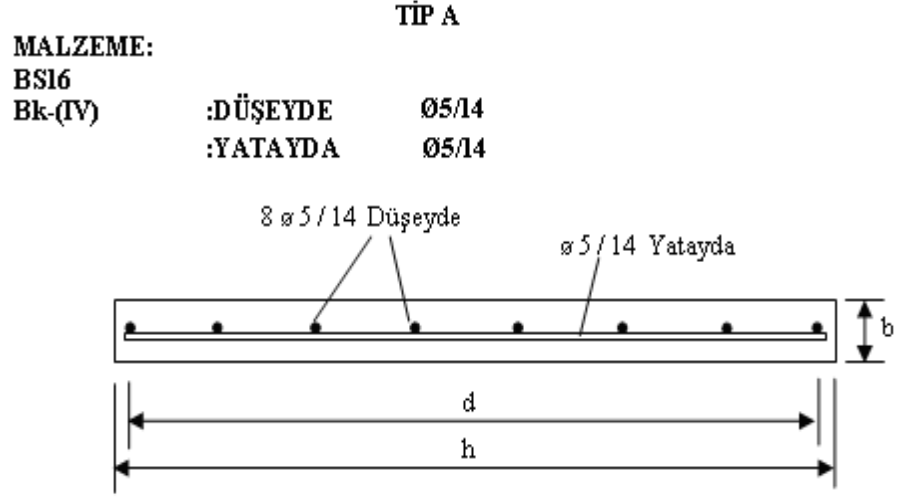 TİP A
MALZEME:
BS16
Bk-(IV) :DÜŞEYDE Ø5/14
:YATAYDA Ø5/14
8 ø 5 / 14 Düşeyde
ø 5 / 14 Yatayda
b
d
h